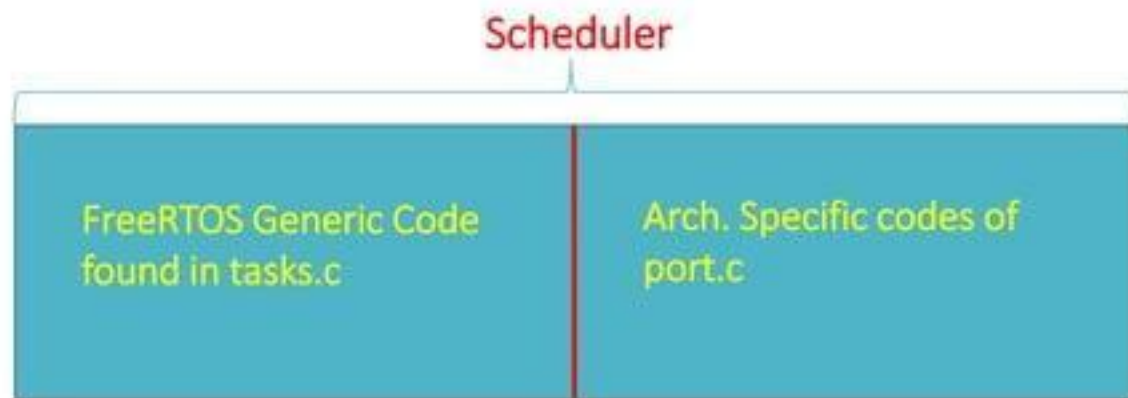 Scheduler
FreeRTOS Generic Code
found in tasks.c
Arch. Specific codes of
port.c